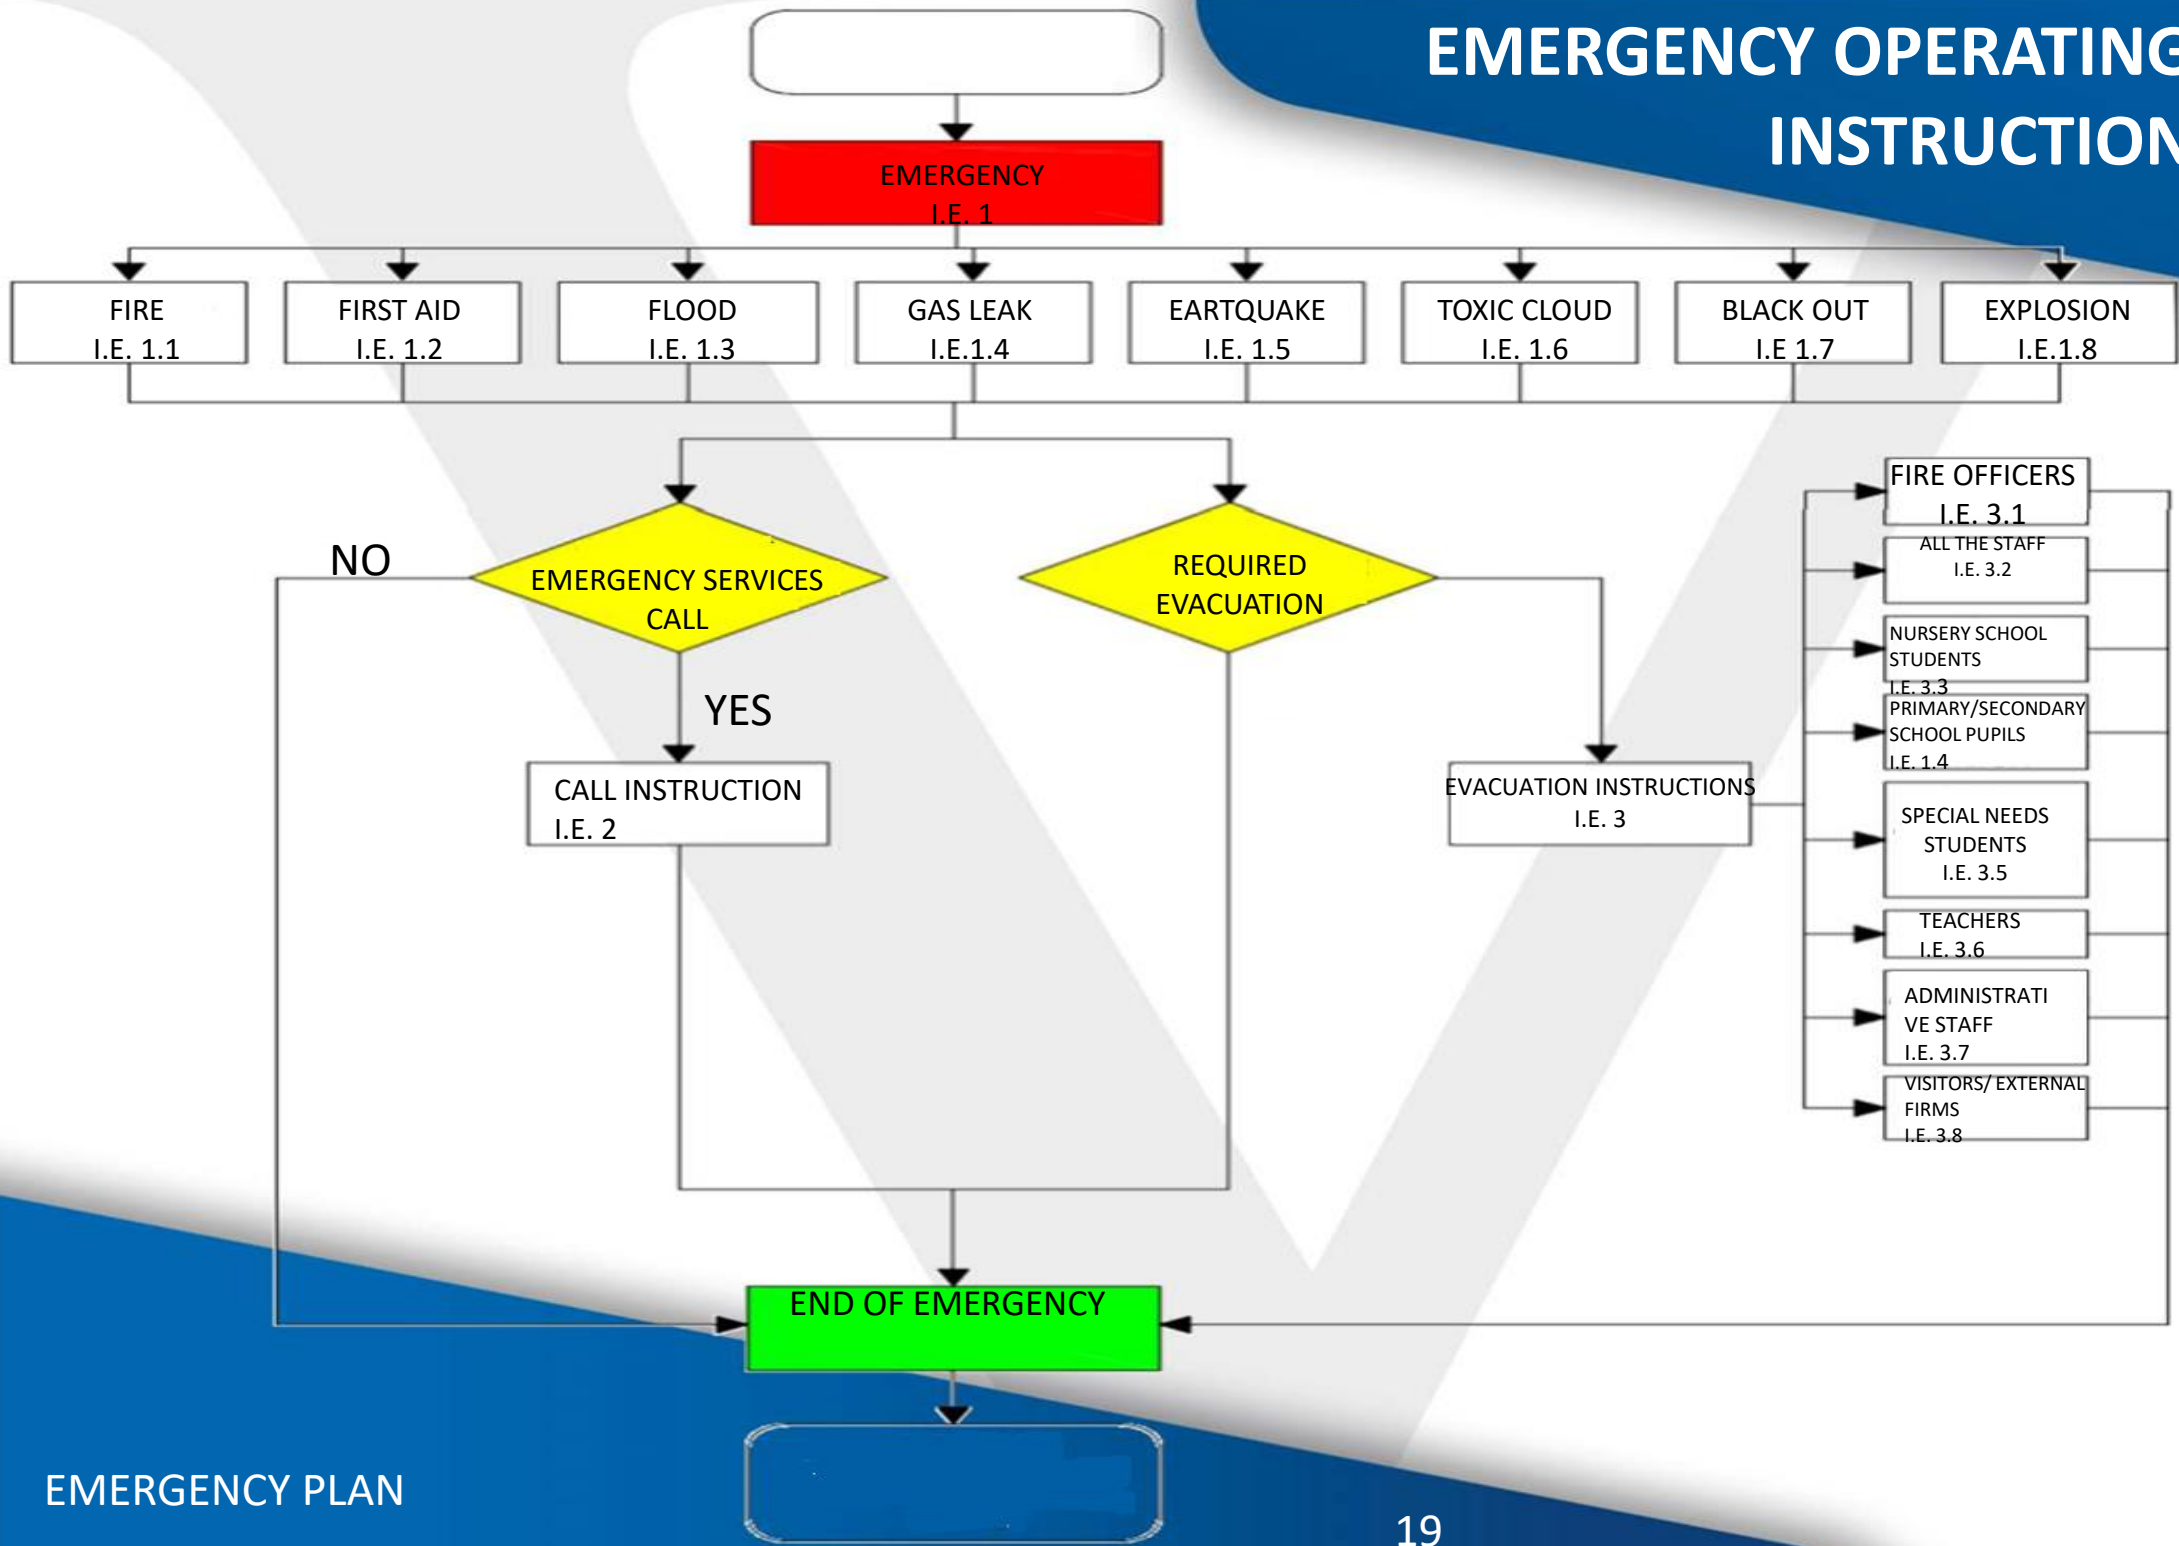 EMERGENCY OPERATING
INSTRUCTION
EMERGENCY
I.E. 1
FIRE
I.E. 1.1
FIRST AID
I.E. 1.2
FLOOD
I.E. 1.3
GAS LEAK
I.E.1.4
EARTQUAKE
I.E. 1.5
TOXIC CLOUD
I.E. 1.6
BLACK OUT
I.E 1.7
EXPLOSION
I.E.1.8
NO
EMERGENCY SERVICES
CALL
YES
CALL INSTRUCTION
I.E. 2
REQUIRED
EVACUATION
EVACUATION INSTRUCTIONS
I.E. 3
FIRE OFFICERS
I.E. 3.1
ALL THE STAFF
I.E. 3.2
NURSERY SCHOOL
STUDENTS
I.E. 3.3
PRIMARY/SECONDARY
SCHOOL PUPILS
I.E. 1.4
SPECIAL NEEDS
STUDENTS
I.E. 3.5
TEACHERS
I.E. 3.6
ADMINISTRATI
VE STAFF
I.E. 3.7
VISITORS/ EXTERNAL
FIRMS
I.E. 3.8
END OF EMERGENCY
EMERGENCY PLAN
19